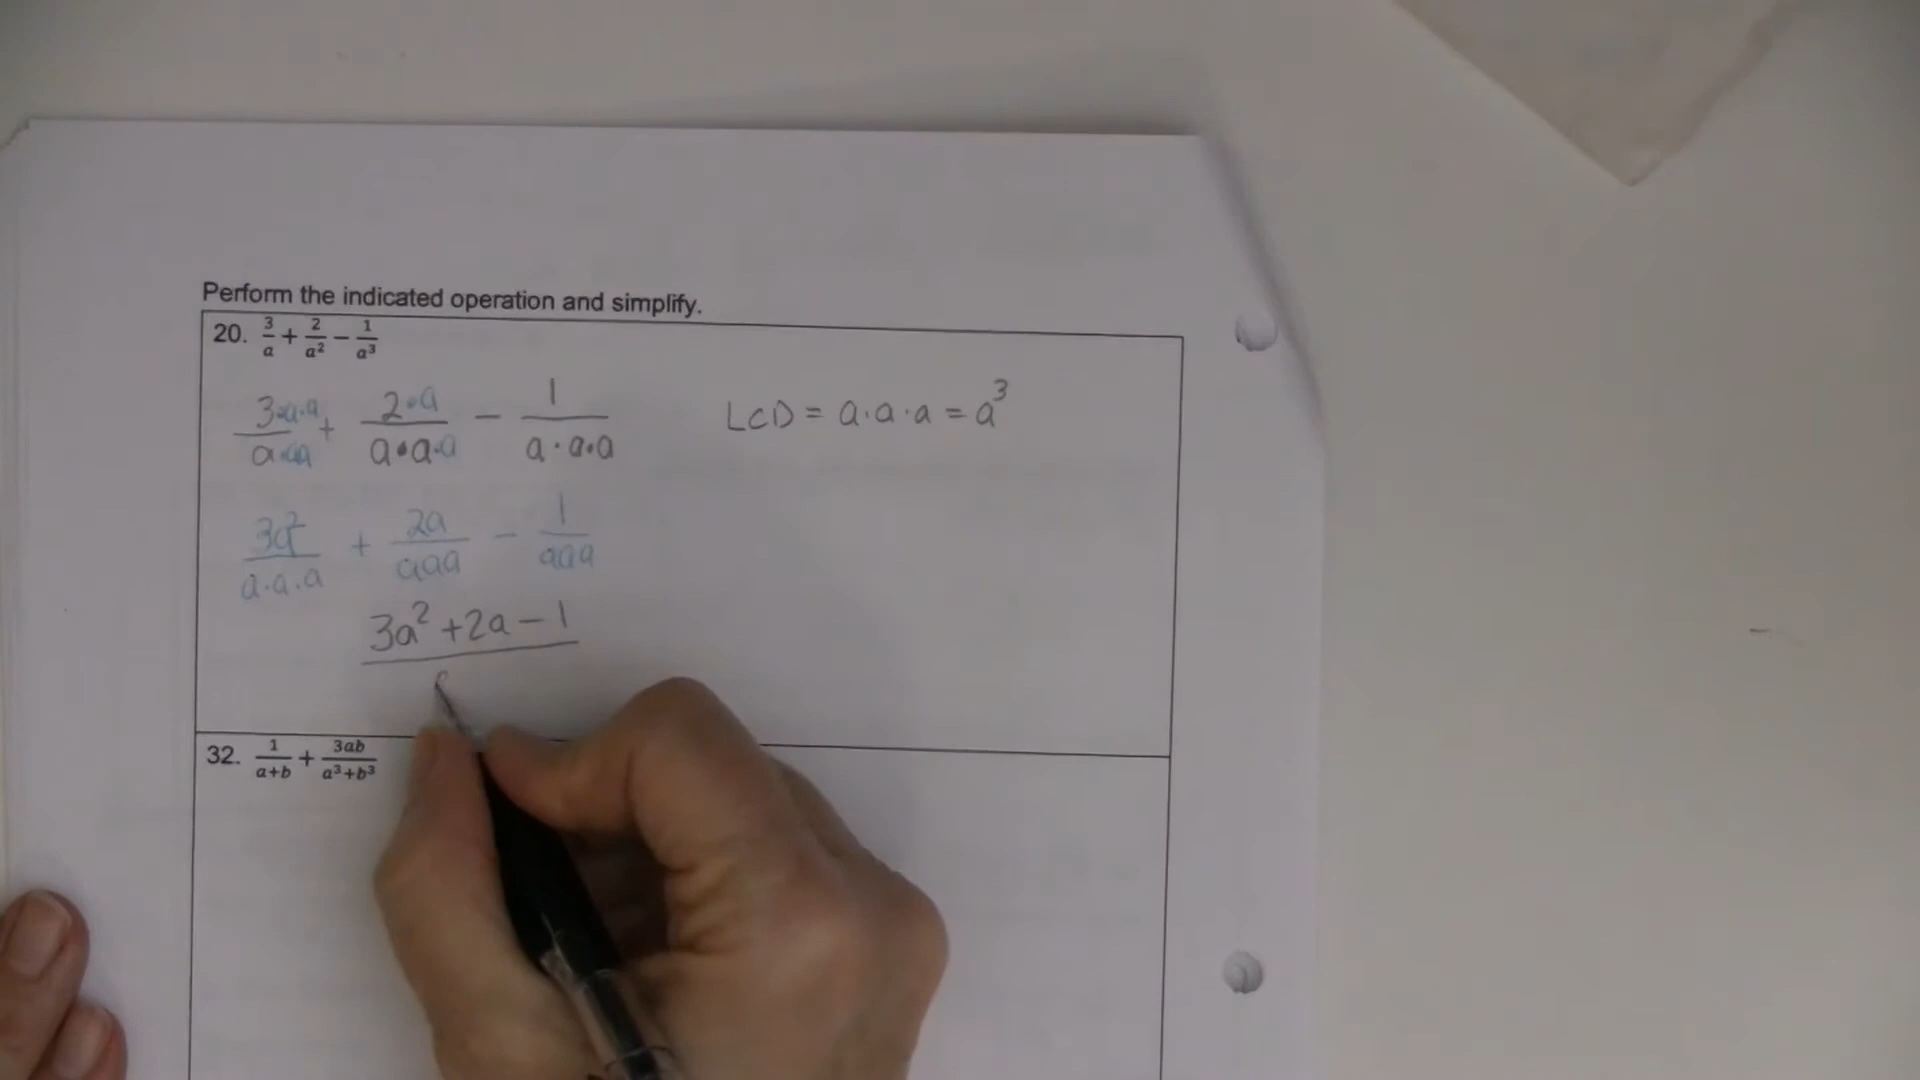 Perform the indicated operation and simplify.
20. 3/a + 2/a² − 1/a³
3·a·a/a·aa + 2·a/a·a·a − 1/a·a·a
LCD = a·a·a = a³
3a²/a·a·a + 2a/aaa − 1/aaa
3a² + 2a − 1
32. 1/a+b + 3ab/a³+b³